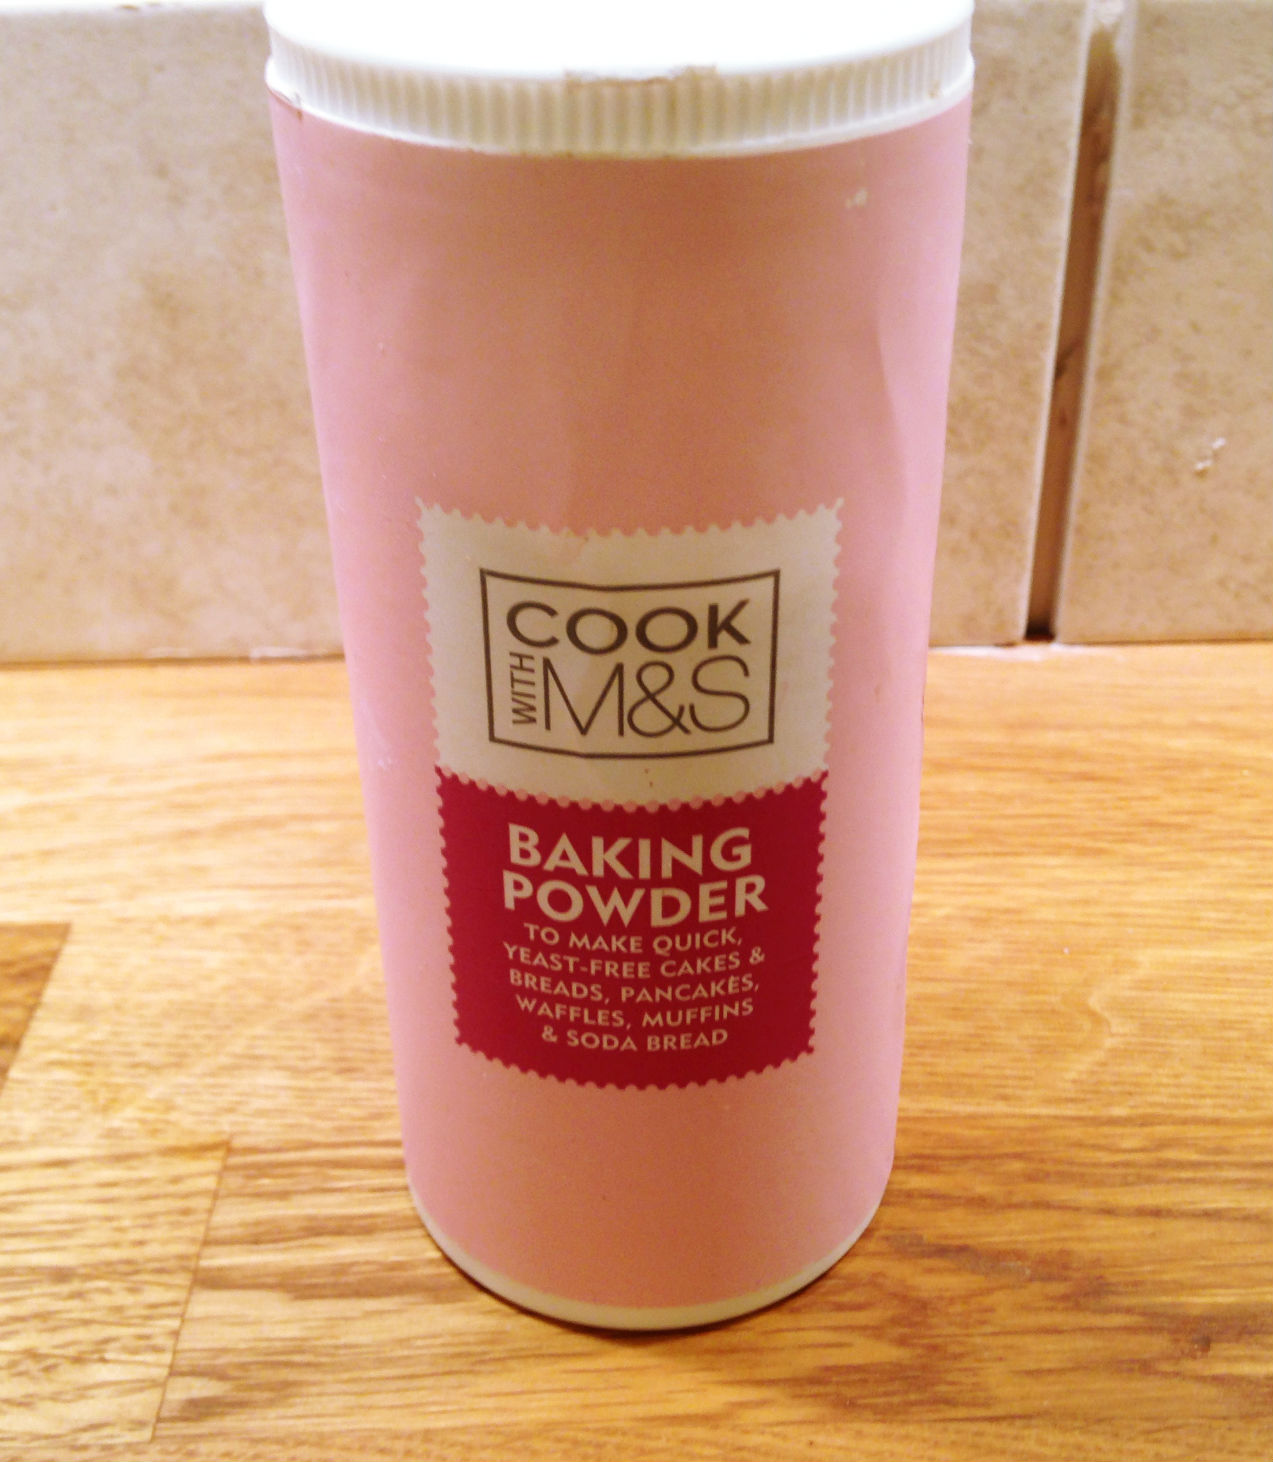 COOK
WITH M&S
BAKING
POWDER
TO MAKE QUICK,
YEAST-FREE CAKES &
BREADS, PANCAKES,
WAFFLES, MUFFINS
& SODA BREAD